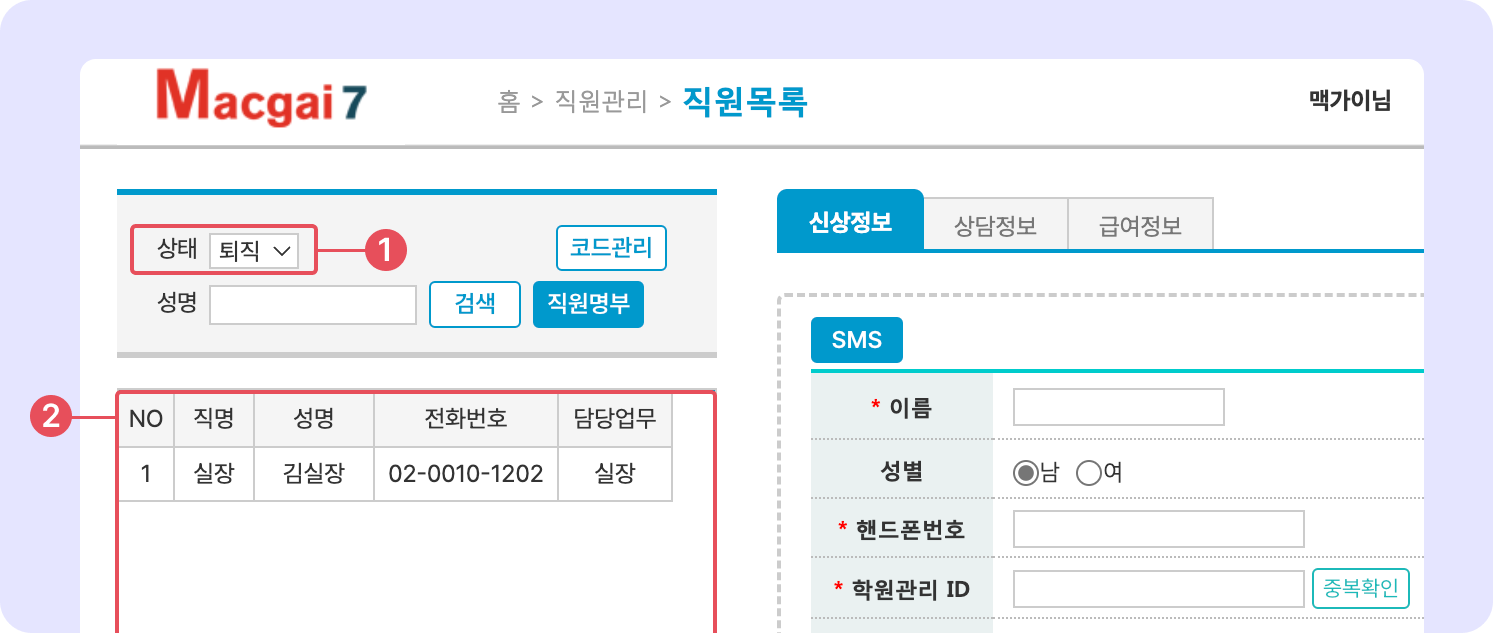 Macgai 7
홈 > 직원관리 > 직원목록
맥가이님
상태 퇴직
1
코드관리
성명
검색
직원명부
2
NO 직명 성명 전화번호 담당업무
1 실장 김실장 02-0010-1202 실장
신상정보 상담정보 급여정보
SMS
* 이름
성별 남 여
* 핸드폰번호
* 학원관리 ID 중복확인